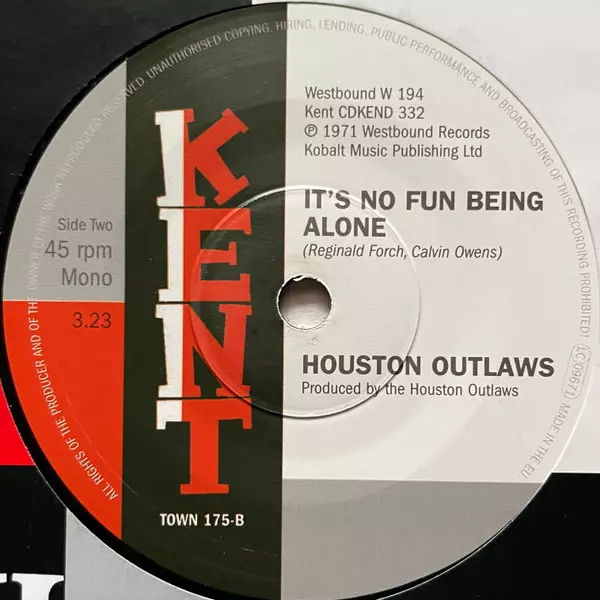 ALL RIGHTS OF THE PRODUCER AND OF THE OWNER OF THE WORK REPRODUCED RESERVED. UNAUTHORISED COPYING, HIRING, LENDING, PUBLIC PERFORMANCE AND BROADCASTING OF THIS RECORDING PROHIBITED! LC09671 MADE IN THE EU.
Westbound W 194
Kent CDKEND 332
℗ 1971 Westbound Records
Kobalt Music Publishing Ltd
IT'S NO FUN BEING
ALONE
(Reginald Forch, Calvin Owens)
Side Two
45 rpm
Mono
3.23
KENT
HOUSTON OUTLAWS
Produced by the Houston Outlaws
TOWN 175-B